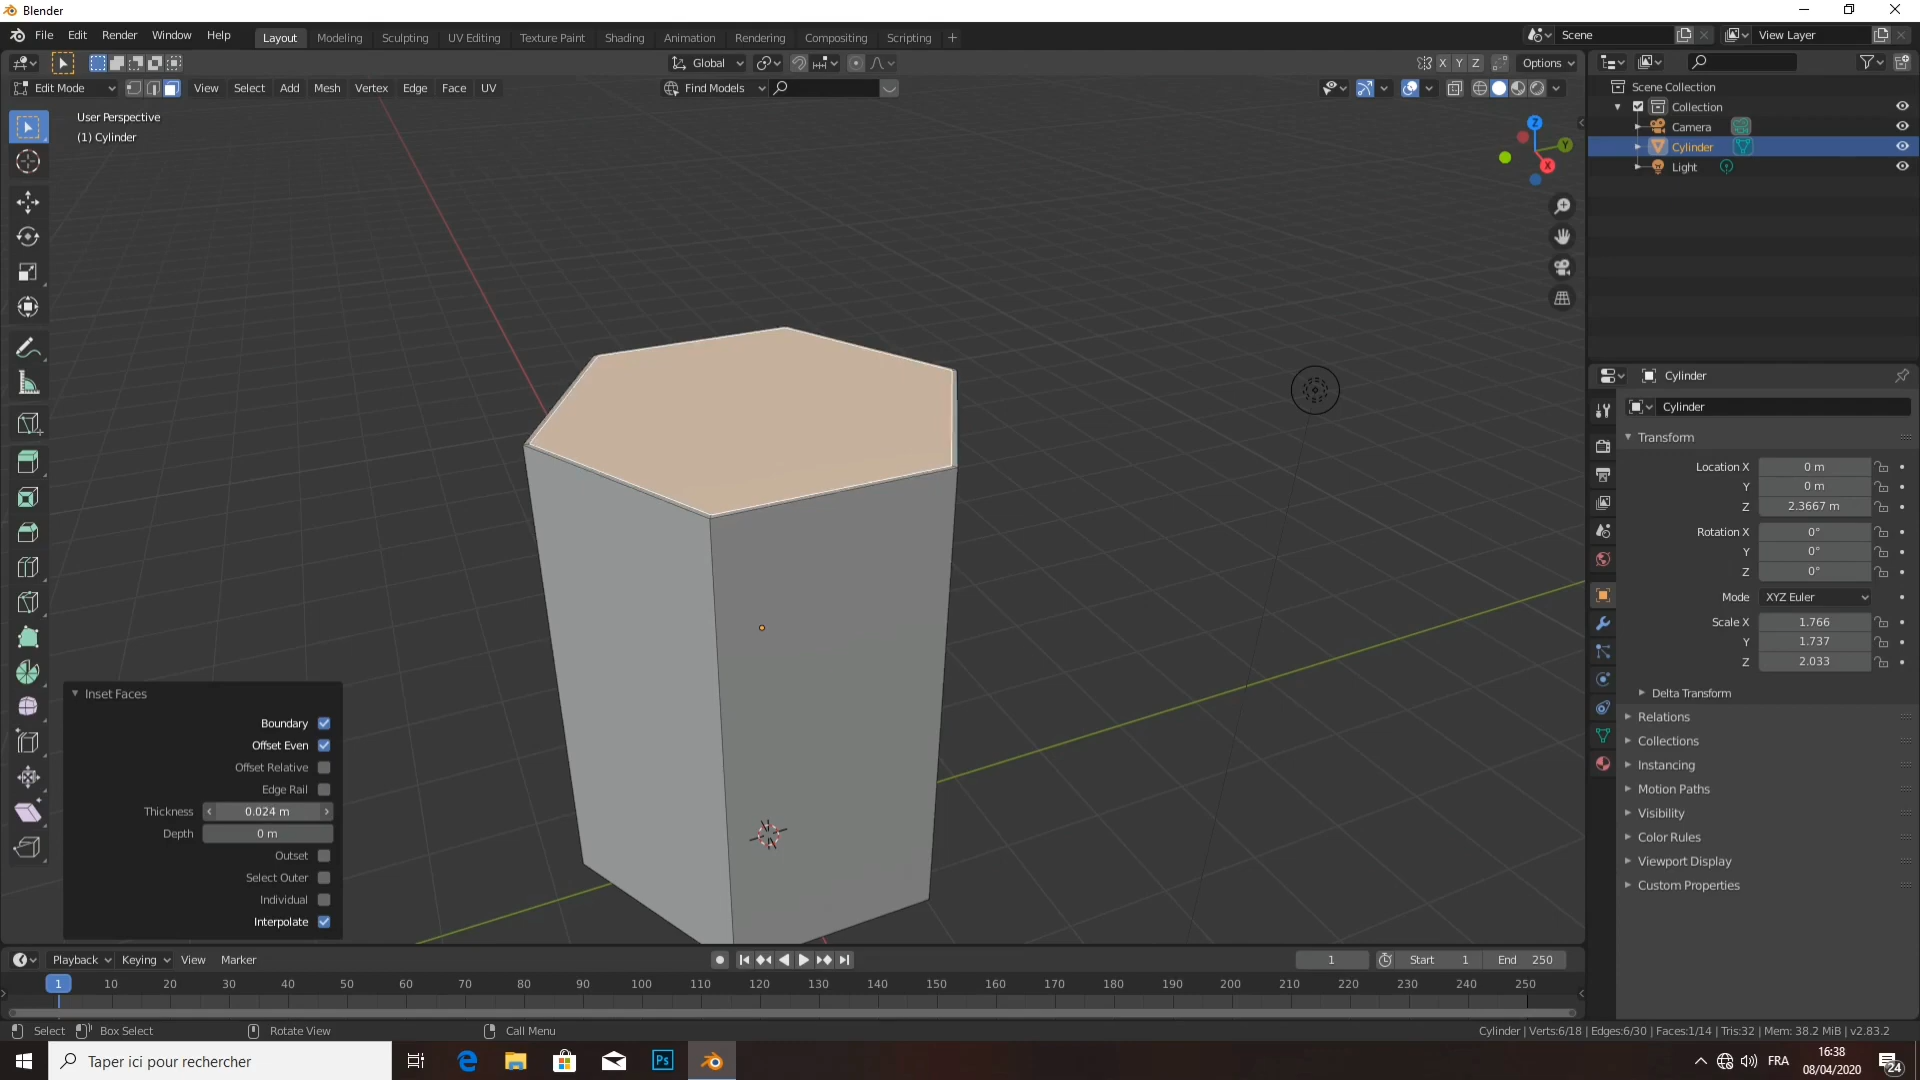 Blender
File Edit Render Window Help Layout Modeling Sculpting UV Editing Texture Paint Shading Animation Rendering Compositing Scripting + Scene View Layer
Global X Y Z Options
Edit Mode View Select Add Mesh Vertex Edge Face UV Find Models
User Perspective
(1) Cylinder
Z
Y
X
Scene Collection
Collection
Camera
Cylinder
Light
Cylinder
Cylinder
Transform
Location X 0 m
Y 0 m
Z 2.3667 m
Rotation X 0°
Y 0°
Z 0°
Mode XYZ Euler
Scale X 1.766
Y 1.737
Z 2.033
Delta Transform
Relations
Collections
Instancing
Motion Paths
Visibility
Color Rules
Viewport Display
Custom Properties
Inset Faces
Boundary
Offset Even
Offset Relative
Edge Rail
Thickness 0.024 m
Depth 0 m
Outset
Select Outer
Individual
Interpolate
Playback Keying View Marker 1 Start 1 End 250
1 10 20 30 40 50 60 70 80 90 100 110 120 130 140 150 160 170 180 190 200 210 220 230 240 250
Select Box Select Rotate View Call Menu Cylinder | Verts:6/18 | Edges:6/30 | Faces:1/14 | Tris:32 | Mem: 38.2 MiB | v2.83.2
Taper ici pour rechercher Ps FRA 16:38
08/04/2020 24